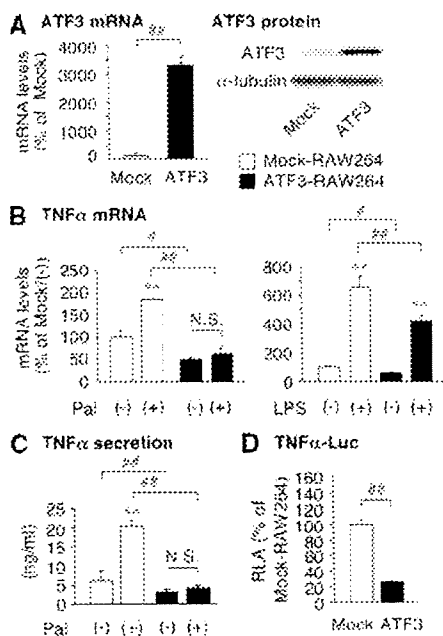 A ATF3 mRNA
ATF3 protein
##
mRNA levels
(% of Mock)
4000
3000
2000
1000
0
Mock ATF3
ATF3
α-tubulin
Mock ATF3
Mock-RAW264
ATF3-RAW264
B TNFα mRNA
#
##
N.S.
mRNA levels
(% of Mock/(-))
250
200
150
100
50
0
Pal (-) (+) (-) (+)
#
##
800
600
400
200
0
LPS (-) (+) (-) (+)
C TNFα secretion
##
##
N.S.
(ng/ml)
25
20
15
10
5
0
Pal (-) (+) (-) (+)
D TNFα-Luc
##
RLA (% of
Mock-RAW264)
160
140
120
100
80
60
40
20
0
Mock ATF3